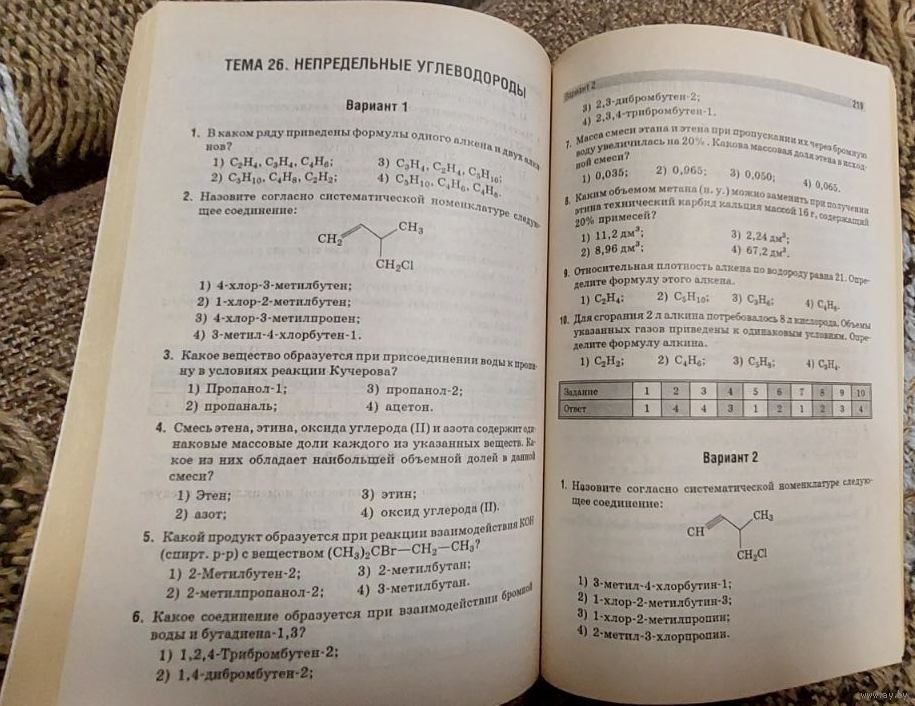 ТЕМА 26. НЕПРЕДЕЛЬНЫЕ УГЛЕВОДОРОДЫ
Вариант 1
1. В каком ряду приведены формулы одного алкена и двух алки-
нов?
1) C₂H₄, C₃H₄, C₄H₆; 3) C₃H₄, C₂H₄, C₅H₁₀;
2) C₅H₁₀, C₄H₈, C₂H₂; 4) C₅H₁₀, C₄H₆, C₄H₈.
2. Назовите согласно систематической номенклатуре следую-
щее соединение:
CH₂ CH₃
CH₂Cl
1) 4-хлор-3-метилбутен;
2) 1-хлор-2-метилбутен;
3) 4-хлор-3-метилпропен;
4) 3-метил-4-хлорбутен-1.
3. Какое вещество образуется при присоединении воды к пропи-
ну в условиях реакции Кучерова?
1) Пропанол-1; 3) пропанол-2;
2) пропаналь; 4) ацетон.
4. Смесь этена, этина, оксида углерода (II) и азота содержит оди-
наковые массовые доли каждого из указанных веществ. Ка-
кое из них обладает наибольшей объемной долей в данной
смеси?
1) Этен; 3) этин;
2) азот; 4) оксид углерода (II).
5. Какой продукт образуется при реакции взаимодействия КОН
(спирт. р-р) с веществом (CH₃)₂CBr—CH₂—CH₃?
1) 2-Метилбутен-2; 3) 2-метилбутан;
2) 2-метилпропанол-2; 4) 3-метилбутан.
6. Какое соединение образуется при взаимодействии бромной
воды и бутадиена-1,3?
1) 1,2,4-Трибромбутен-2;
2) 1,4-дибромбутен-2;
Вариант 2 219
3) 2,3-дибромбутен-2;
4) 2,3,4-трибромбутен-1.
7. Масса смеси этана и этена при пропускании их через бромную
воду увеличилась на 20%. Какова массовая доля этена в исход-
ной смеси?
1) 0,035; 2) 0,065; 3) 0,050; 4) 0,065.
8. Каким объемом метана (н. у.) можно заменить при получении
этина технический карбид кальция массой 16 г, содержащий
20% примесей?
1) 11,2 дм³; 3) 2,24 дм³;
2) 8,96 дм³; 4) 67,2 дм³.
9. Относительная плотность алкена по водороду равна 21. Опре-
делите формулу этого алкена.
1) C₂H₄; 2) C₅H₁₀; 3) C₃H₆; 4) C₄H₈.
10. Для сгорания 2 л алкина потребовалось 8 л кислорода. Объемы
указанных газов приведены к одинаковым условиям. Опре-
делите формулу алкина.
1) C₂H₂; 2) C₄H₆; 3) C₅H₈; 4) C₃H₄.
Задание 1 2 3 4 5 6 7 8 9 10
Ответ 1 4 4 3 1 2 1 2 3 4
Вариант 2
1. Назовите согласно систематической номенклатуре следую-
щее соединение:
CH CH₃
CH₂Cl
1) 3-метил-4-хлорбутин-1;
2) 1-хлор-2-метилбутин-3;
3) 1-хлор-2-метилпропин;
4) 2-метил-3-хлорпропин.
www.ay.by